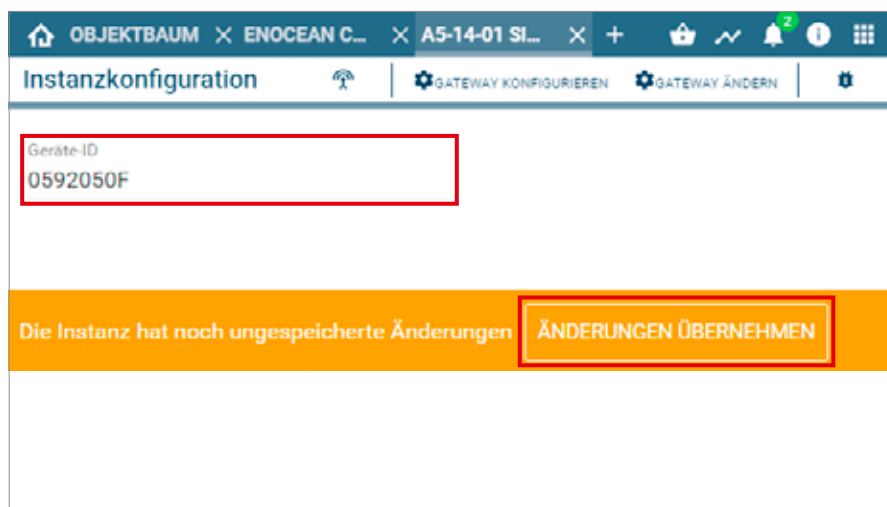 OBJEKTBAUM ENOCEAN C... A5-14-01 SI... 2
Instanzkonfiguration GATEWAY KONFIGURIEREN GATEWAY ÄNDERN
Geräte-ID
0592050F
Die Instanz hat noch ungespeicherte Änderungen ÄNDERUNGEN ÜBERNEHMEN